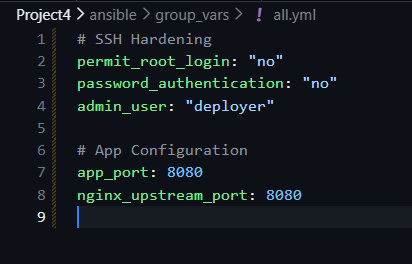 Project4 > ansible > group_vars > ! all.yml
1 # SSH Hardening
2 permit_root_login: "no"
3 password_authentication: "no"
4 admin_user: "deployer"
5
6 # App Configuration
7 app_port: 8080
8 nginx_upstream_port: 8080
9